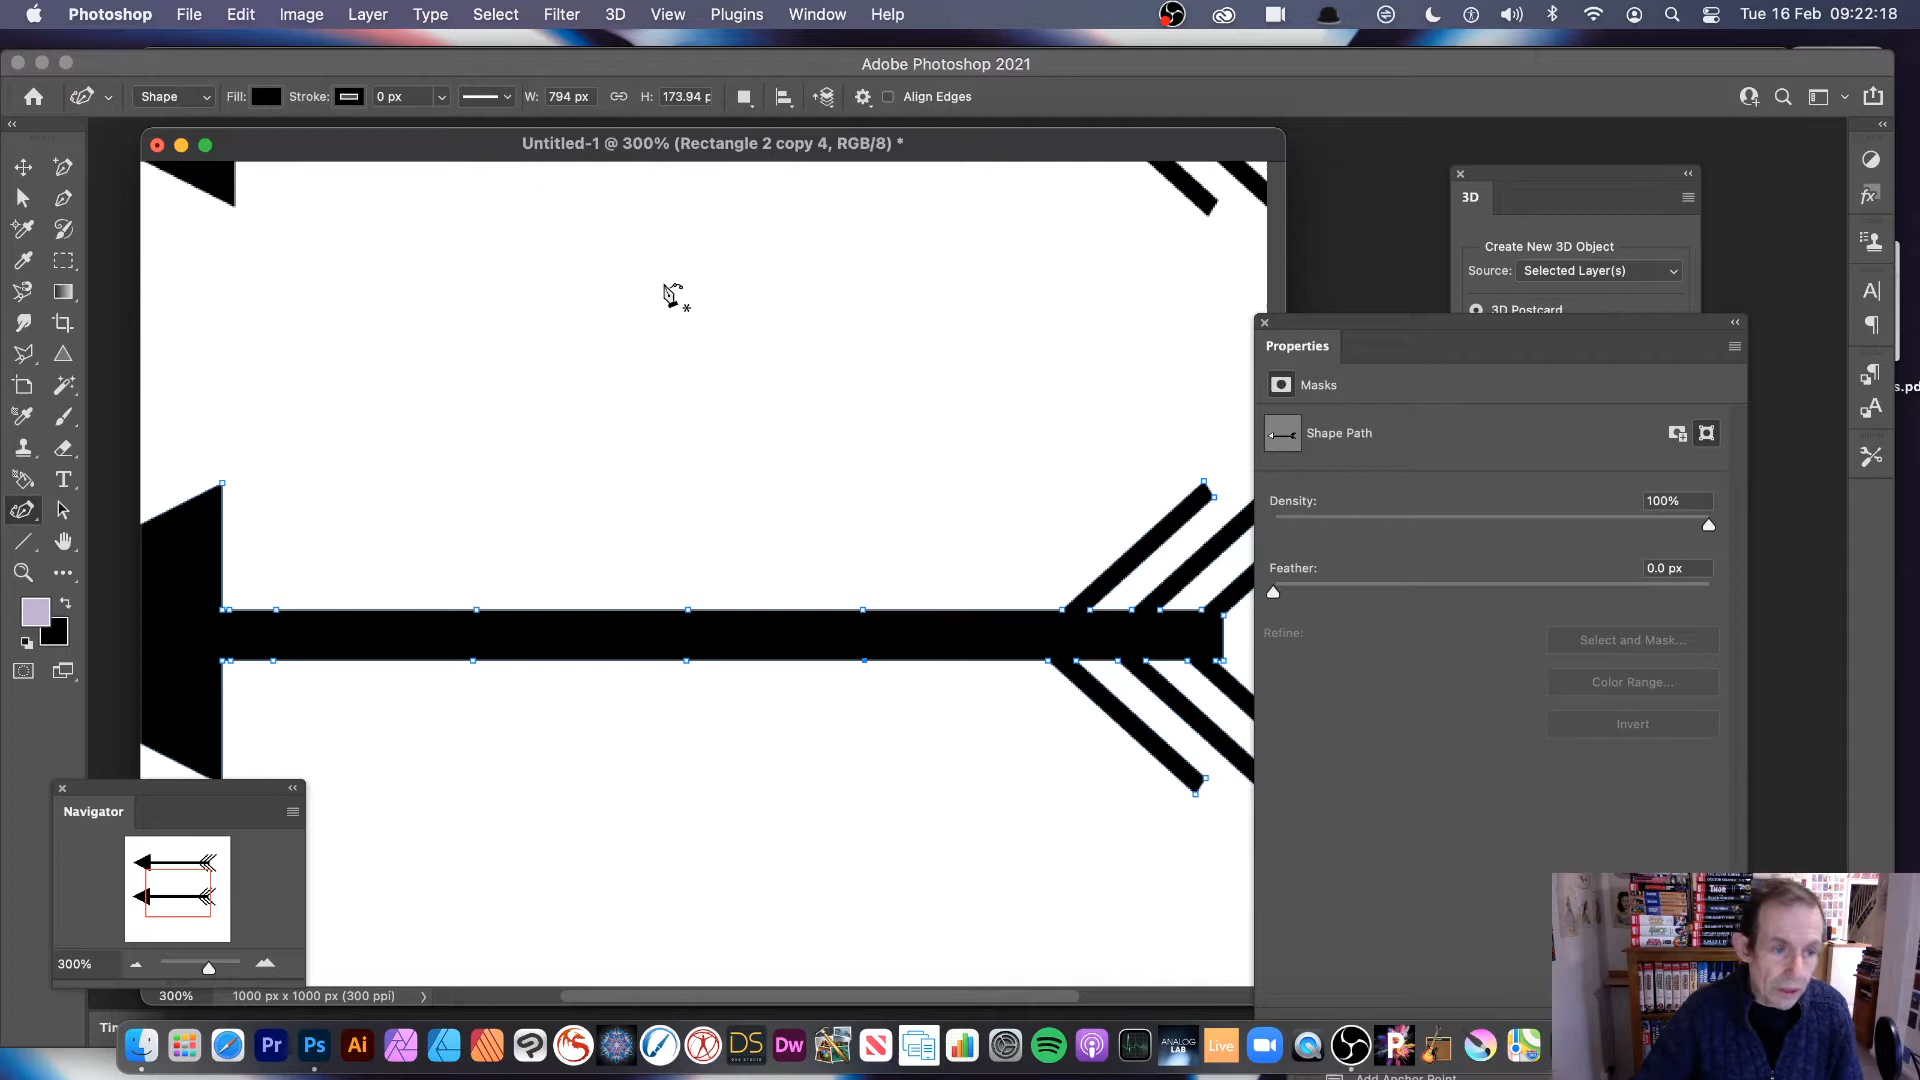 Photoshop File Edit Image Layer Type Select Filter 3D View Plugins Window Help Tue 16 Feb 09:22:18
Adobe Photoshop 2021
Shape Fill: Stroke: 0 px W: 794 px H: 173.94 p Align Edges
Untitled-1 @ 300% (Rectangle 2 copy 4, RGB/8) *
3D
Create New 3D Object
Source: Selected Layer(s)
3D Postcard
Properties
Masks
s.pd
Shape Path
Density: 100%
Feather: 0.0 px
Refine:
Select and Mask...
Color Range...
Invert
Navigator
300%
300% 1000 px x 1000 px (300 ppi)
Tim
Pr Ps Ai DS Dw ANALOG LAB Live
Add Anchor Point
THOR